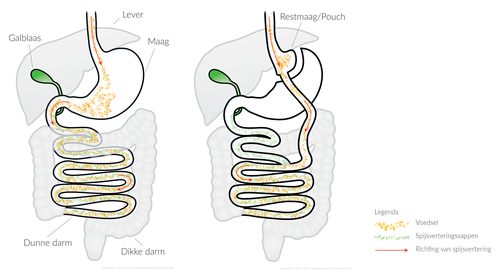 Lever
Galblaas
Maag
Dunne darm
Dikke darm
Restmaag/Pouch
Legenda
Voedsel
Spijsverteringssappen
Richting van spijsvertering